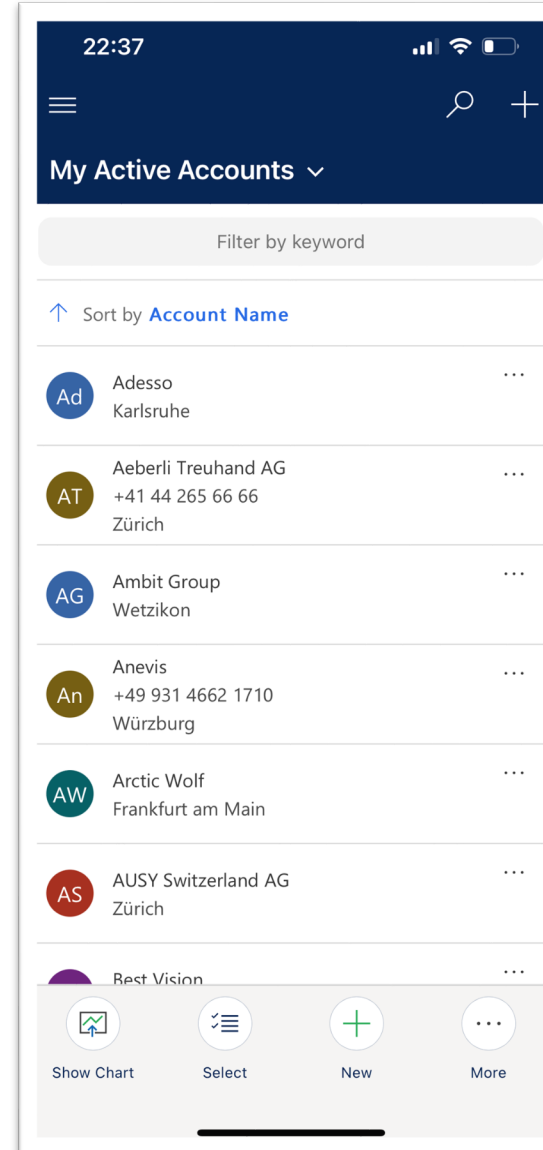 22:37
My Active Accounts
Filter by keyword
Sort by Account Name
Ad
Adesso
Karlsruhe
AT
Aeberli Treuhand AG
+41 44 265 66 66
Zürich
AG
Ambit Group
Wetzikon
An
Anevis
+49 931 4662 1710
Würzburg
AW
Arctic Wolf
Frankfurt am Main
AS
AUSY Switzerland AG
Zürich
Best Vision
Show Chart
Select
New
More